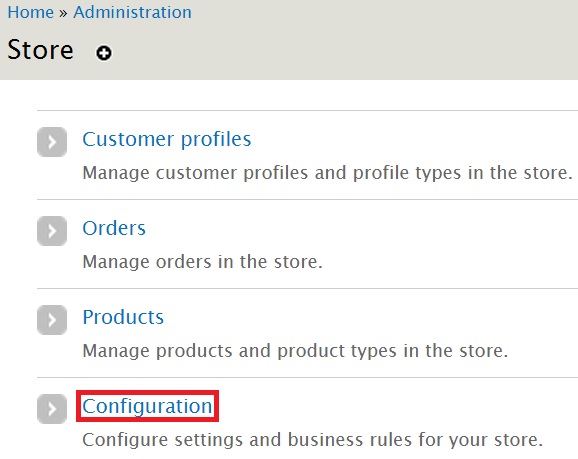 Home » Administration
Store
Customer profiles
Manage customer profiles and profile types in the store.
Orders
Manage orders in the store.
Products
Manage products and product types in the store.
Configuration
Configure settings and business rules for your store.